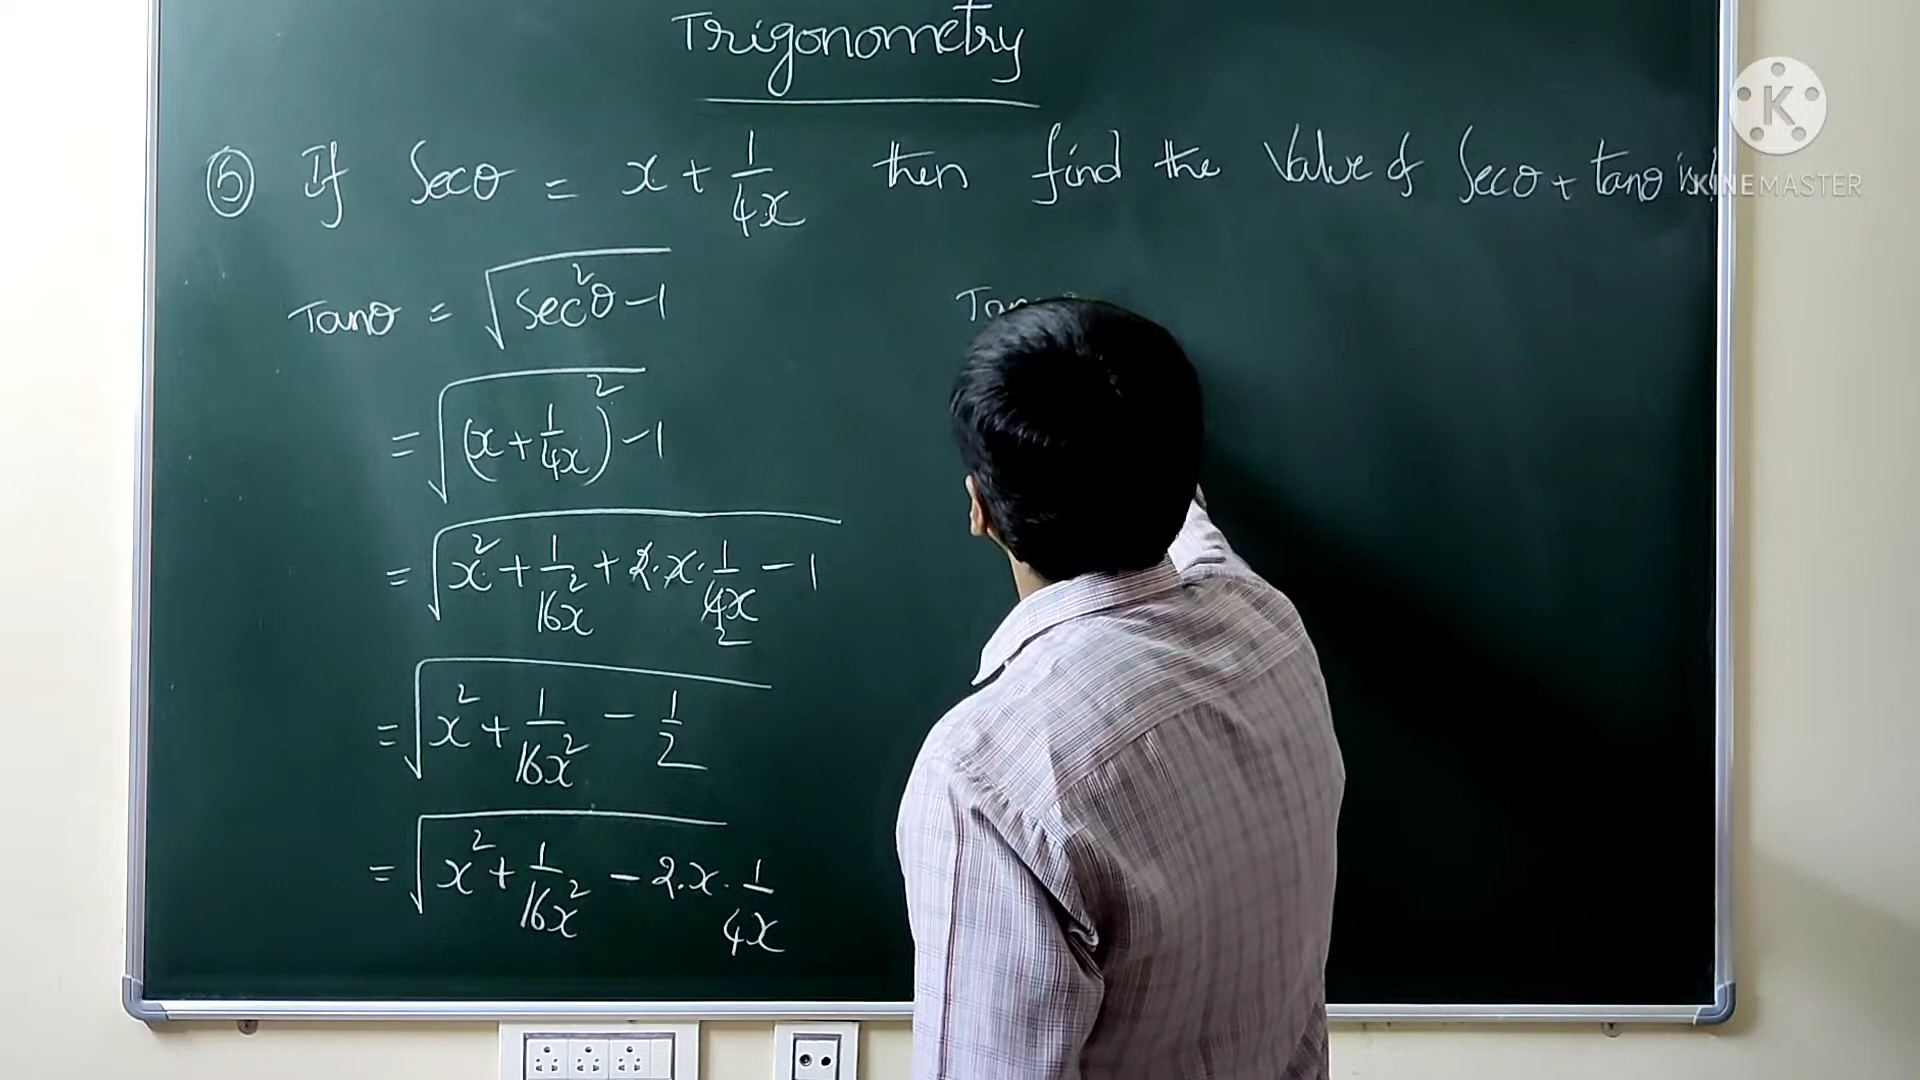 Trigonometry
⑤ If Secθ = x + 1/4x then find the value of Secθ + tanθ is
Tanθ = √(sec²θ - 1)
= √((x + 1/4x)² - 1)
= √(x² + 1/16x² + 2·x·1/4x - 1)
2
= √(x² + 1/16x² - 1/2)
= √(x² + 1/16x² - 2·x·1/4x)
K
KINEMASTER